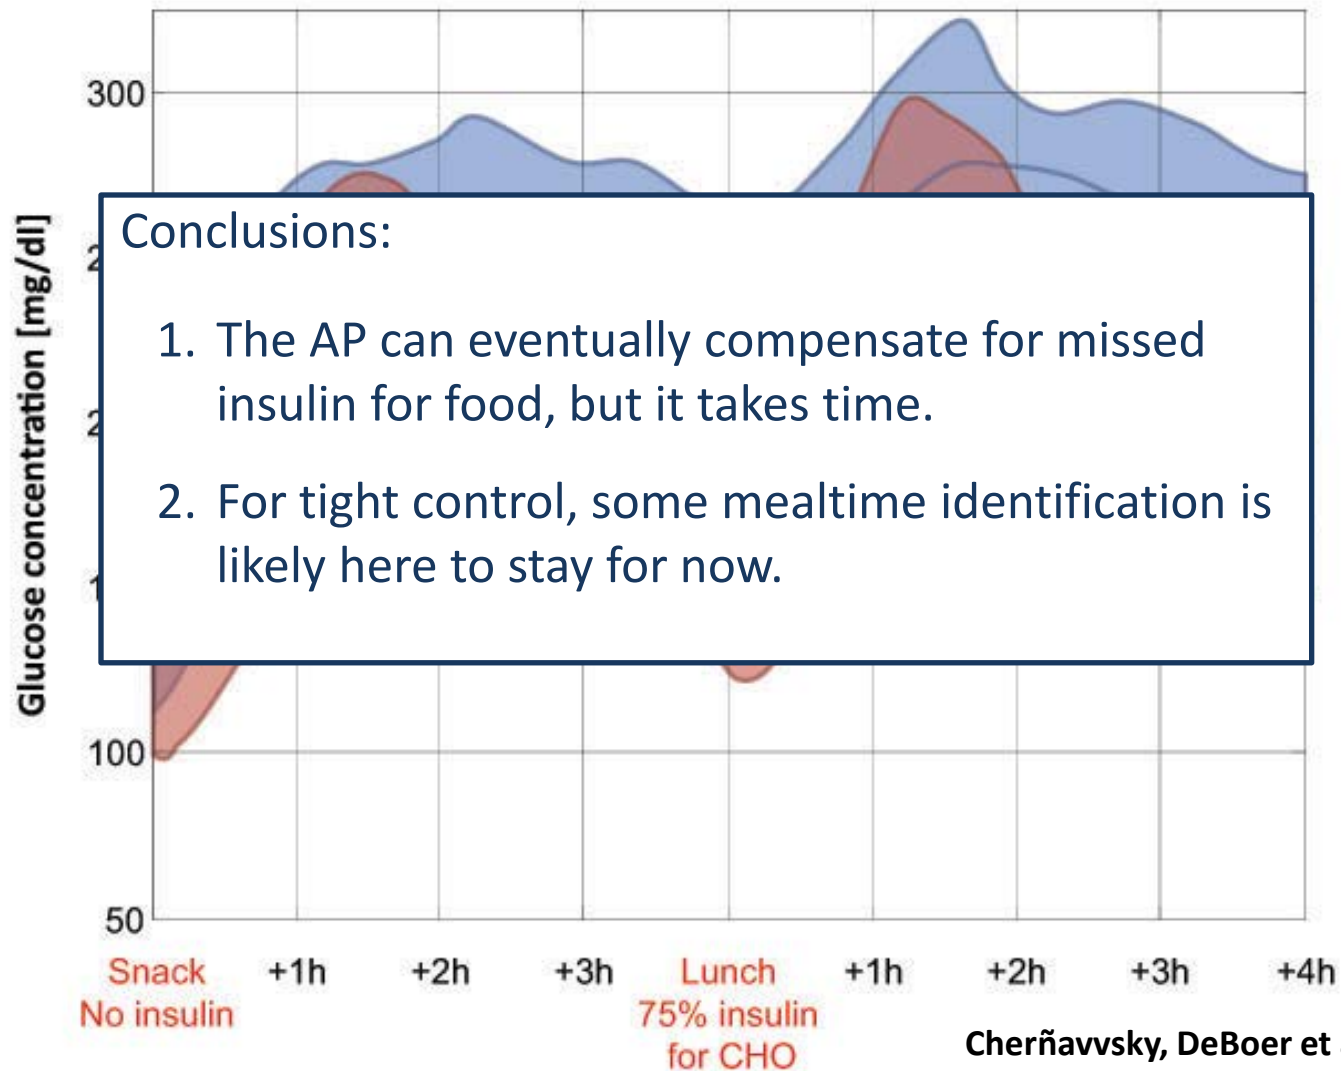 300
Glucose concentration [mg/dl]
Conclusions:
1. The AP can eventually compensate for missed
insulin for food, but it takes time.
2. For tight control, some mealtime identification is
likely here to stay for now.
100
50
Snack +1h +2h +3h Lunch +1h +2h +3h +4h
No insulin 75% insulin
for CHO
Cherñavvsky, DeBoer et